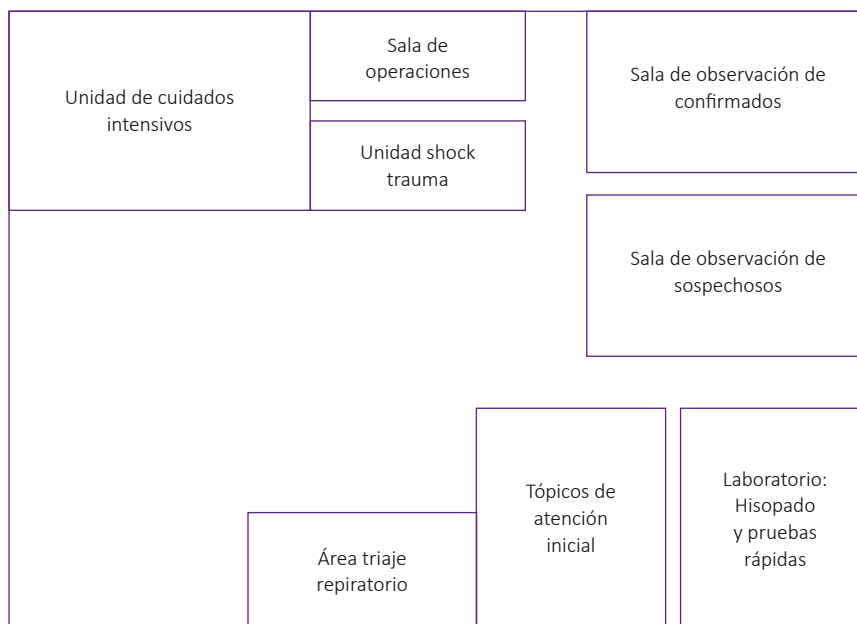 Unidad de cuidados
intensivos
Sala de
operaciones
Unidad shock
trauma
Sala de observación de
confirmados
Sala de observación de
sospechosos
Área triaje
respiratorio
Tópicos de
atención
inicial
Laboratorio:
Hisopado
y pruebas
rápidas